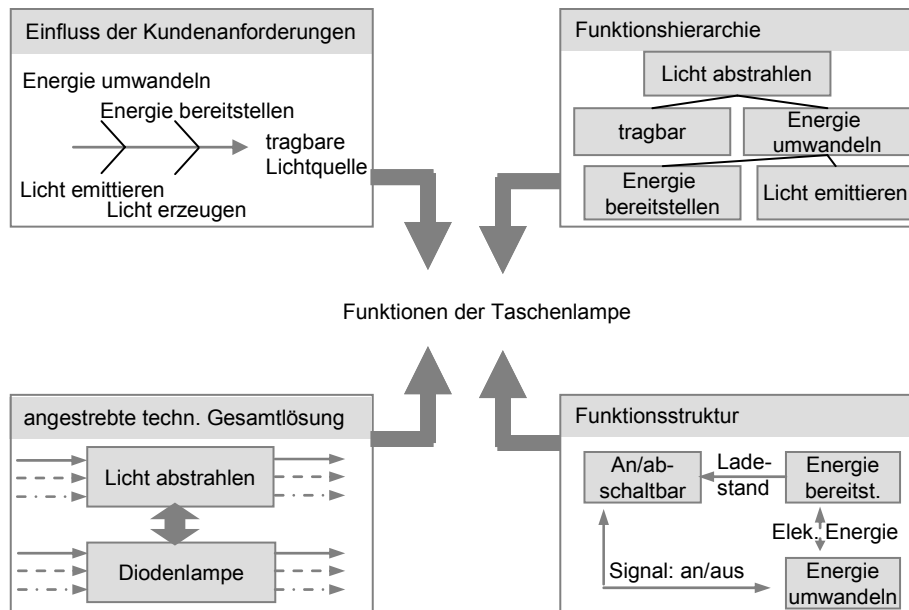 Einfluss der Kundenanforderungen
Energie umwandeln
Energie bereitstellen
tragbare
Lichtquelle
Licht emittieren
Licht erzeugen
Funktionshierarchie
Licht abstrahlen
tragbar
Energie
umwandeln
Energie
bereitstellen
Licht emittieren
Funktionen der Taschenlampe
angestrebte techn. Gesamtlösung
Licht abstrahlen
Diodenlampe
Funktionsstruktur
An/ab-
schaltbar
Lade-
stand
Energie
bereitst.
Elek. Energie
Signal: an/aus
Energie
umwandeln